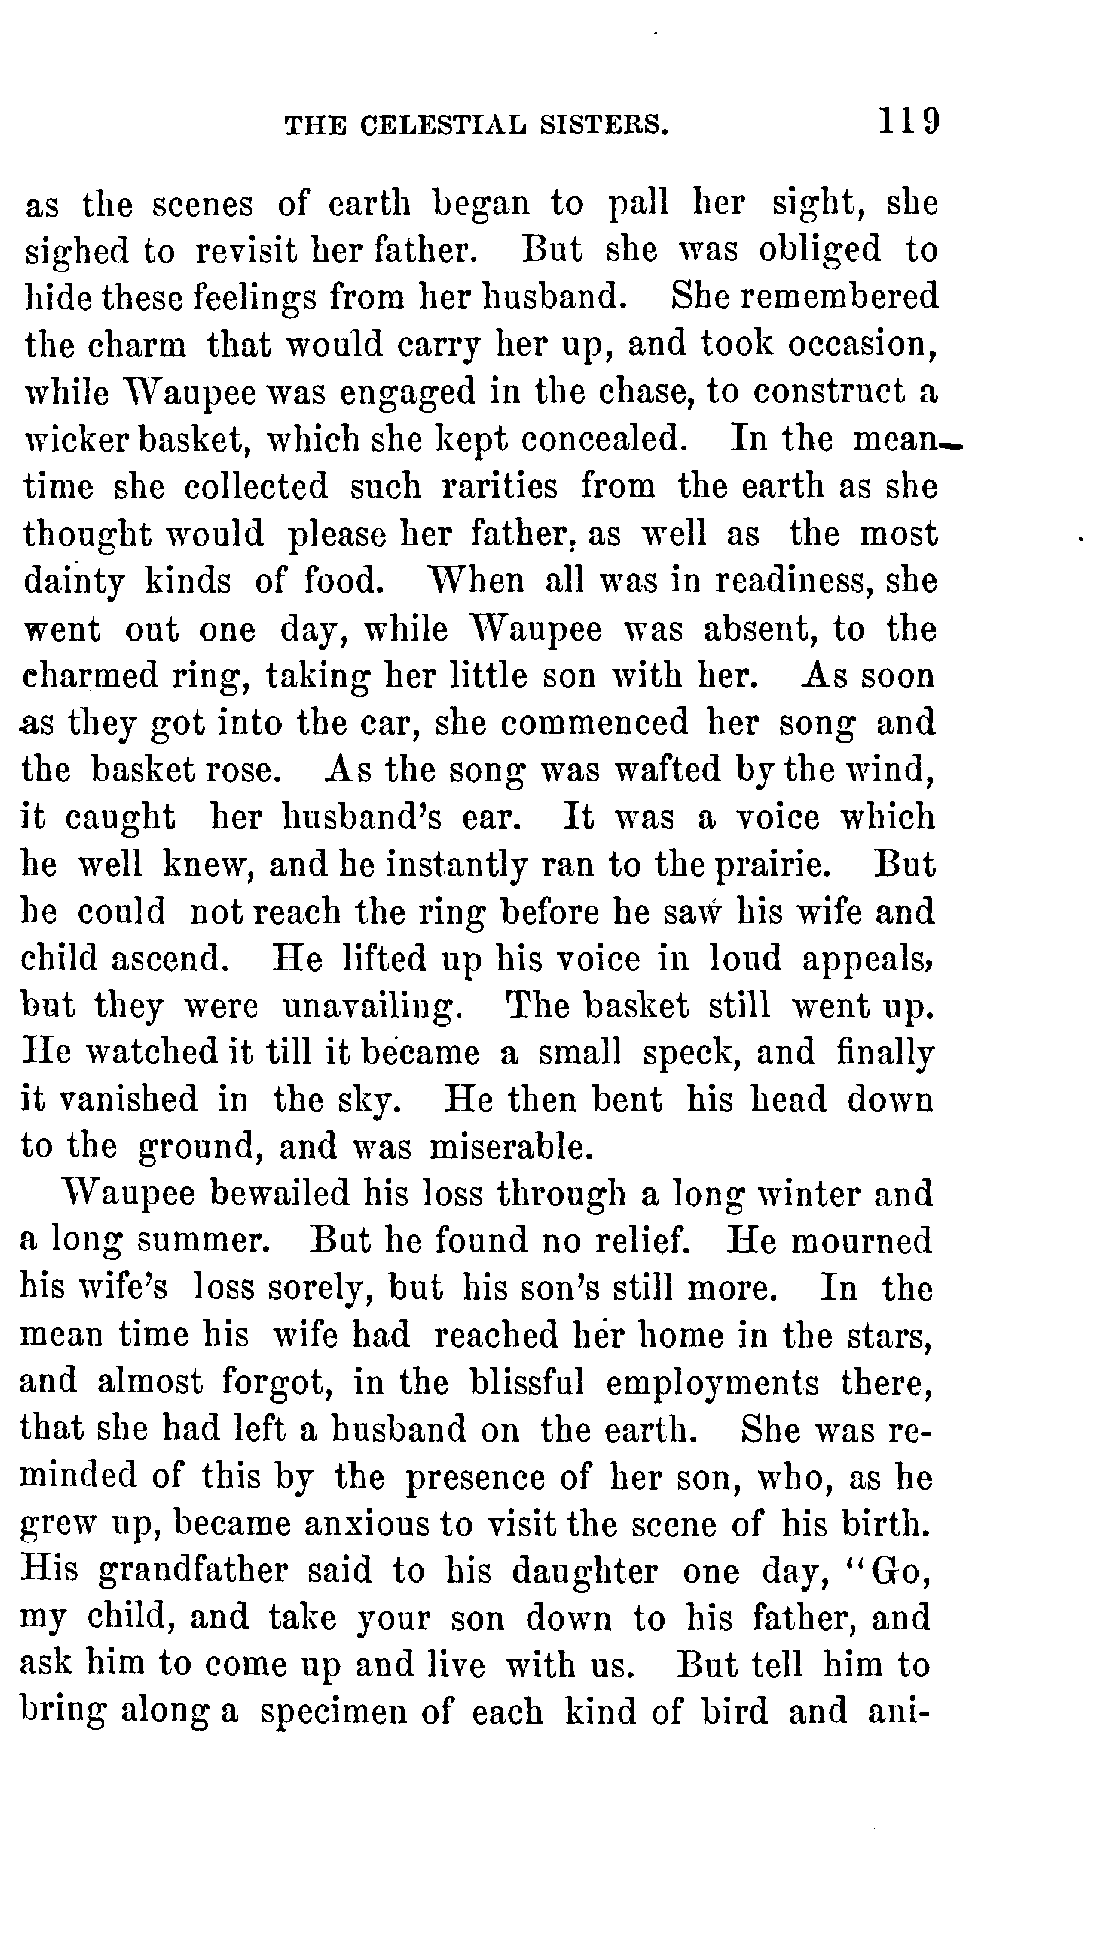 THE CELESTIAL SISTERS. 119
as the scenes of earth began to pall her sight, she
sighed to revisit her father. But she was obliged to
hide these feelings from her husband. She remembered
the charm that would carry her up, and took occasion,
while Waupee was engaged in the chase, to construct a
wicker basket, which she kept concealed. In the mean-
time she collected such rarities from the earth as she
thought would please her father, as well as the most
dainty kinds of food. When all was in readiness, she
went out one day, while Waupee was absent, to the
charmed ring, taking her little son with her. As soon
as they got into the car, she commenced her song and
the basket rose. As the song was wafted by the wind,
it caught her husband's ear. It was a voice which
he well knew, and he instantly ran to the prairie. But
he could not reach the ring before he saw his wife and
child ascend. He lifted up his voice in loud appeals,
but they were unavailing. The basket still went up.
He watched it till it became a small speck, and finally
it vanished in the sky. He then bent his head down
to the ground, and was miserable.
Waupee bewailed his loss through a long winter and
a long summer. But he found no relief. He mourned
his wife's loss sorely, but his son's still more. In the
mean time his wife had reached her home in the stars,
and almost forgot, in the blissful employments there,
that she had left a husband on the earth. She was re-
minded of this by the presence of her son, who, as he
grew up, became anxious to visit the scene of his birth.
His grandfather said to his daughter one day, "Go,
my child, and take your son down to his father, and
ask him to come up and live with us. But tell him to
bring along a specimen of each kind of bird and ani-